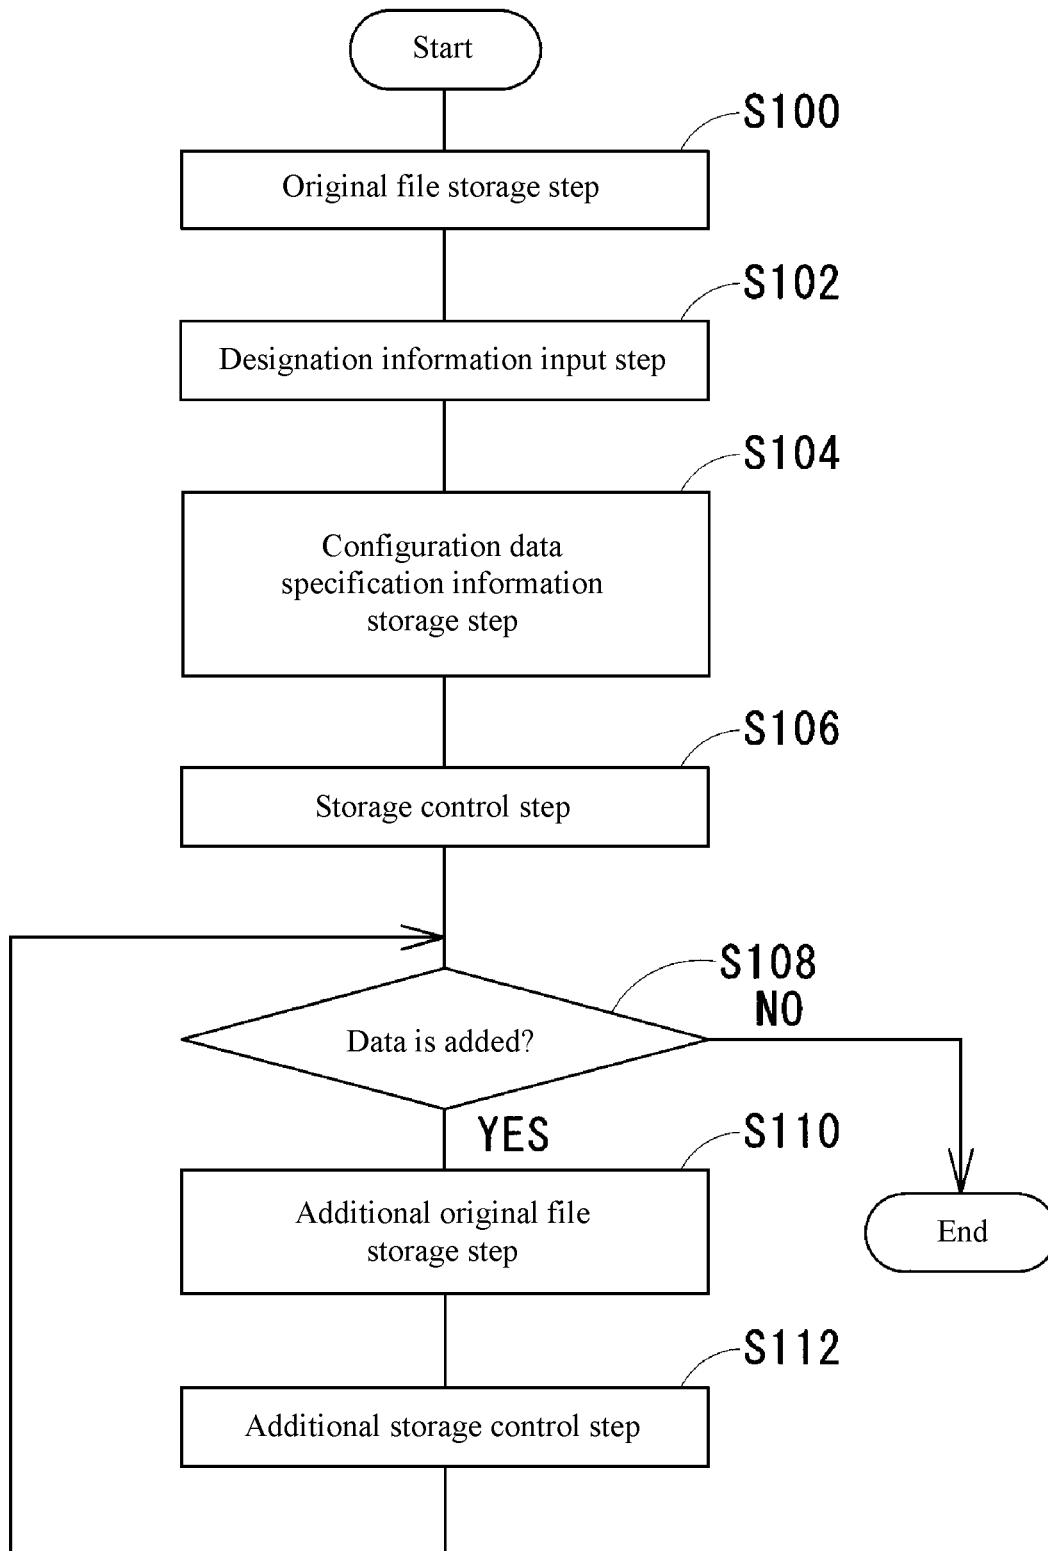 Start
S100
Original file storage step
S102
Designation information input step
S104
Configuration data
specification information
storage step
S106
Storage control step
S108
NO
Data is added?
YES
S110
Additional original file
storage step
End
S112
Additional storage control step